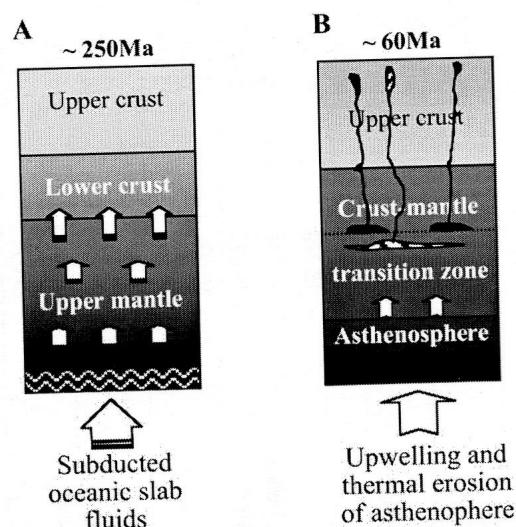 A
~ 250Ma
Upper crust
Lower crust
Upper mantle
Subducted
oceanic slab
fluids
B
~ 60Ma
Upper crust
Crust-mantle
transition zone
Asthenosphere
Upwelling and
thermal erosion
of asthenophere